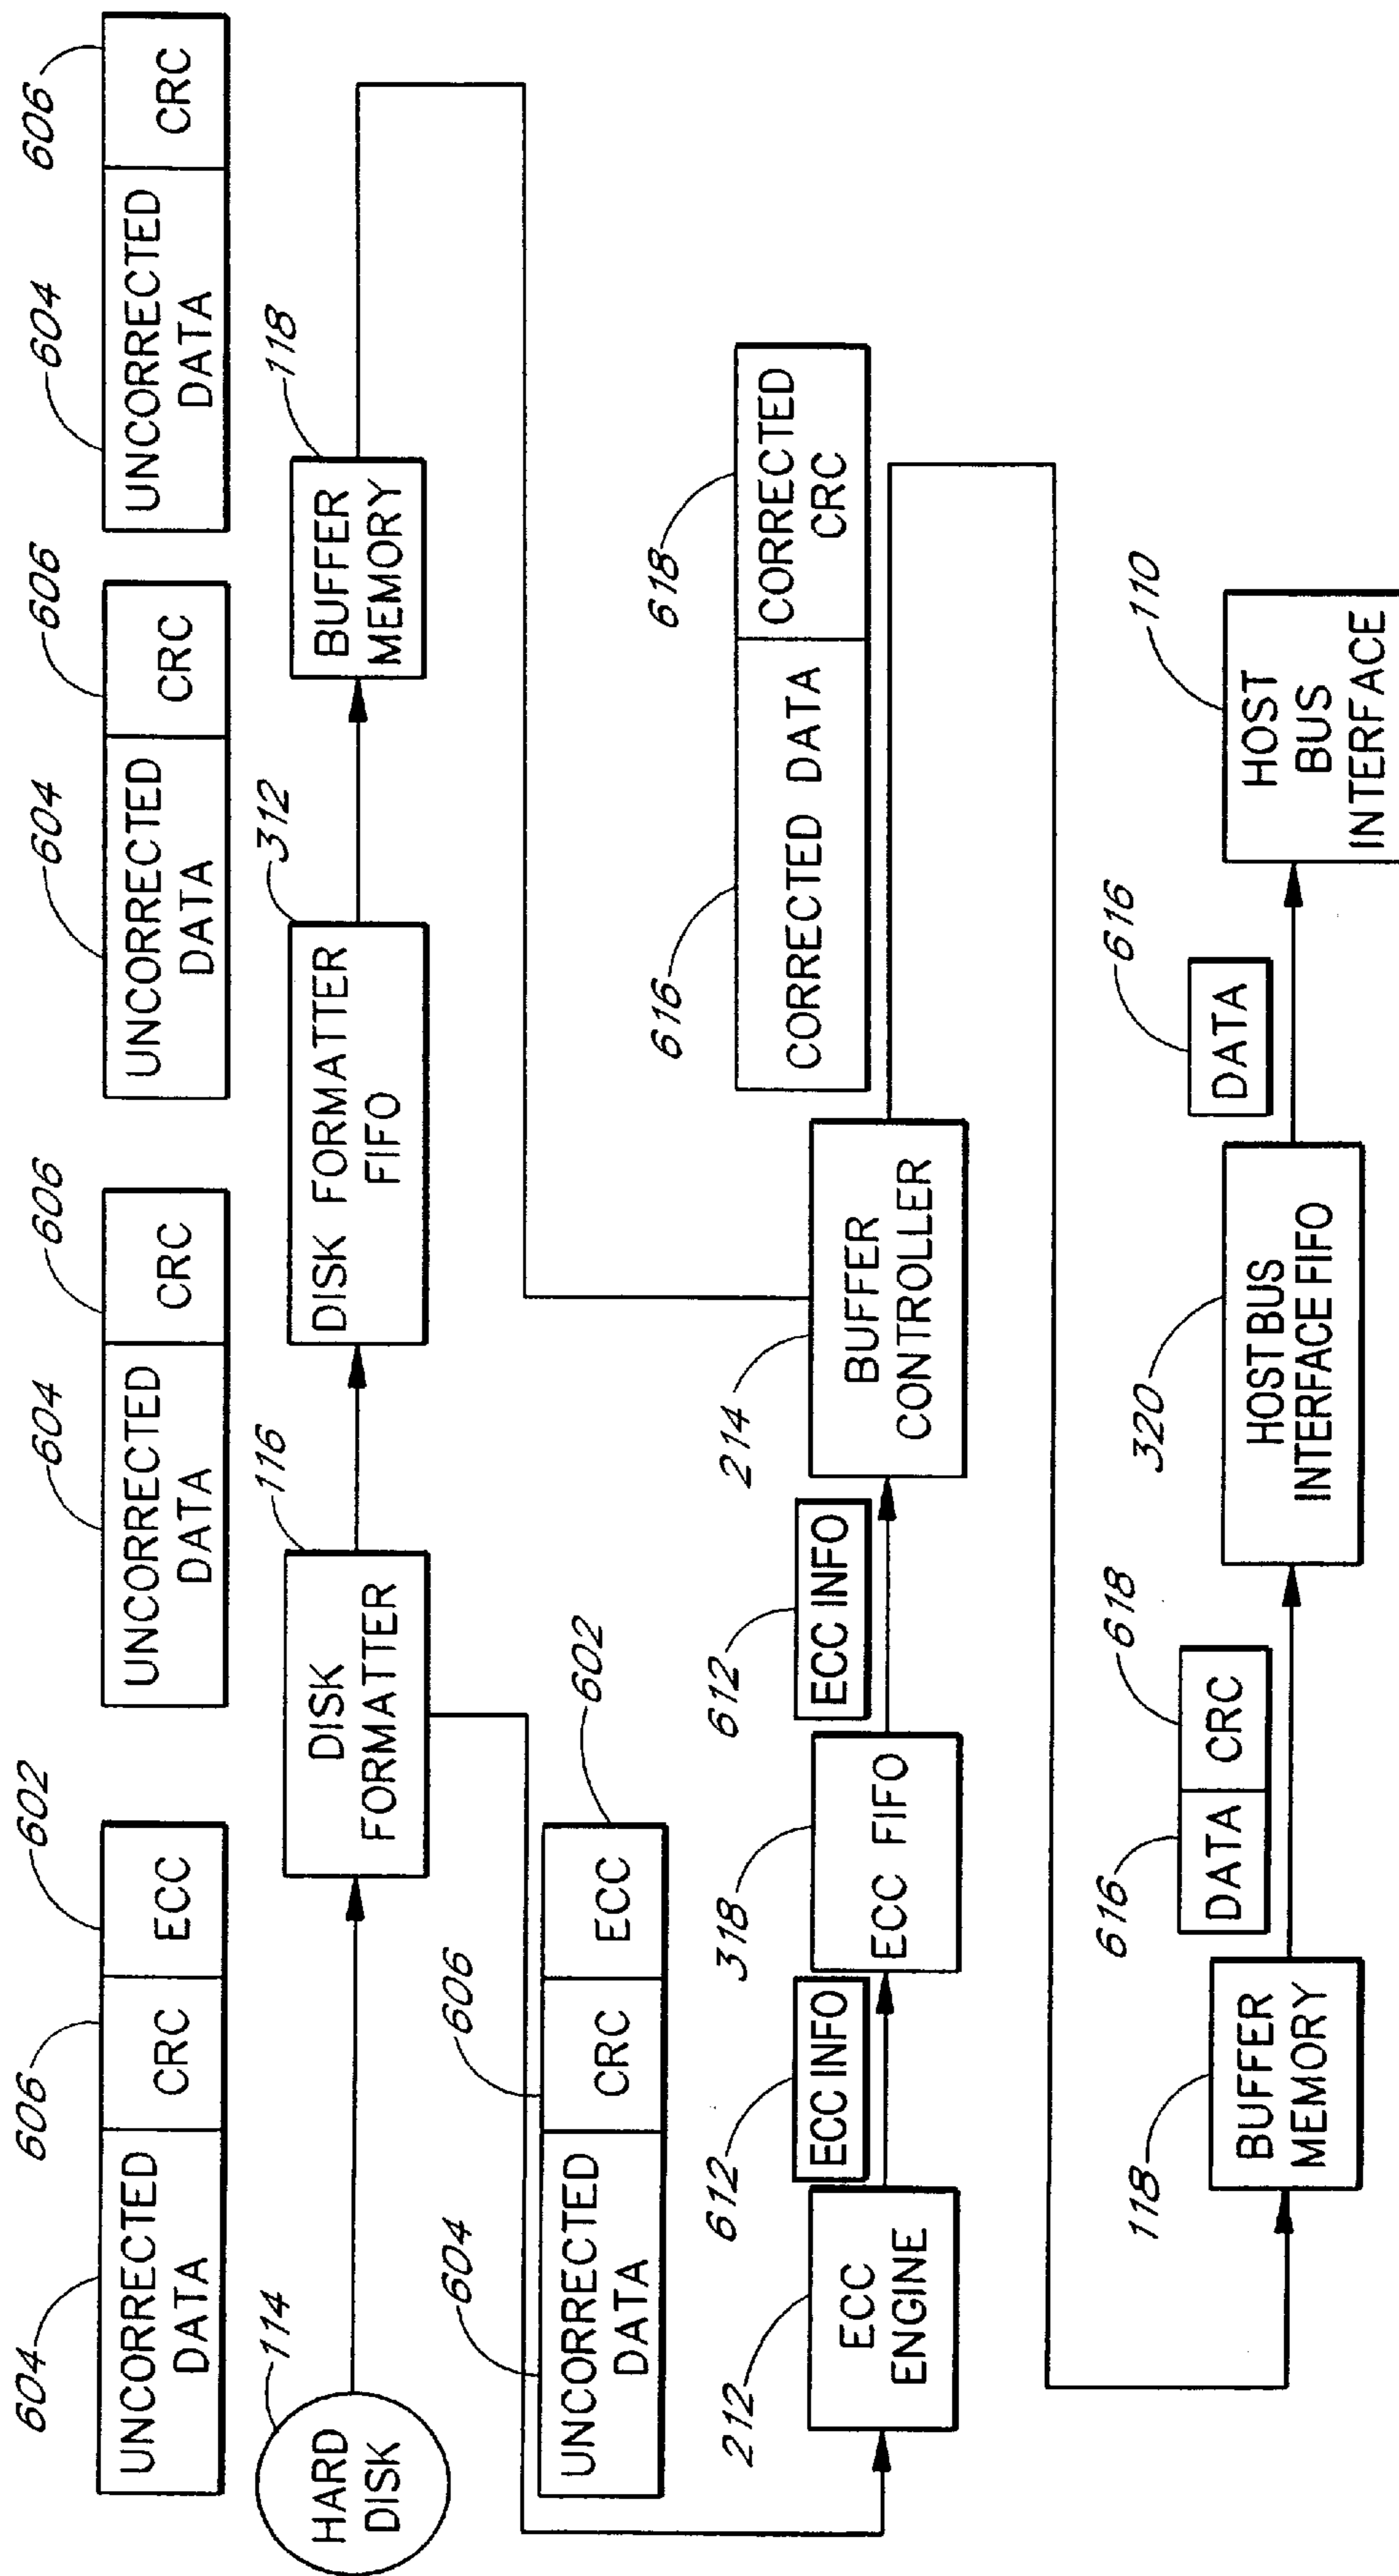 604
606
602
604
606
604
606
604
606
UNCORRECTED
DATA
CRC
ECC
UNCORRECTED
DATA
CRC
UNCORRECTED
DATA
CRC
UNCORRECTED
DATA
CRC
114
116
312
118
HARD
DISK
DISK
FORMATTER
DISK FORMATTER
FIFO
BUFFER
MEMORY
604
606
602
UNCORRECTED
DATA
CRC
ECC
212
612
318
612
214
616
618
ECC INFO
ECC INFO
CORRECTED DATA
CORRECTED
CRC
ECC
ENGINE
ECC FIFO
BUFFER
CONTROLLER
118
616
618
320
616
110
DATA
CRC
DATA
BUFFER
MEMORY
HOST BUS
INTERFACE FIFO
HOST
BUS
INTERFACE